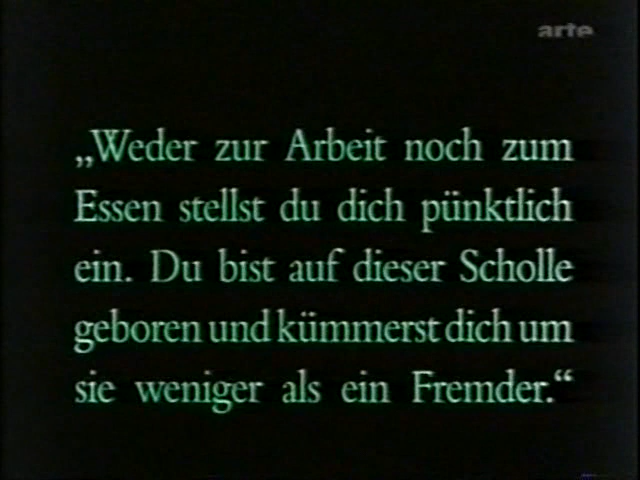 arte
„Weder zur Arbeit noch zum
Essen stellst du dich pünktlich
ein. Du bist auf dieser Scholle
geboren und kümmerst dich um
sie weniger als ein Fremder.“